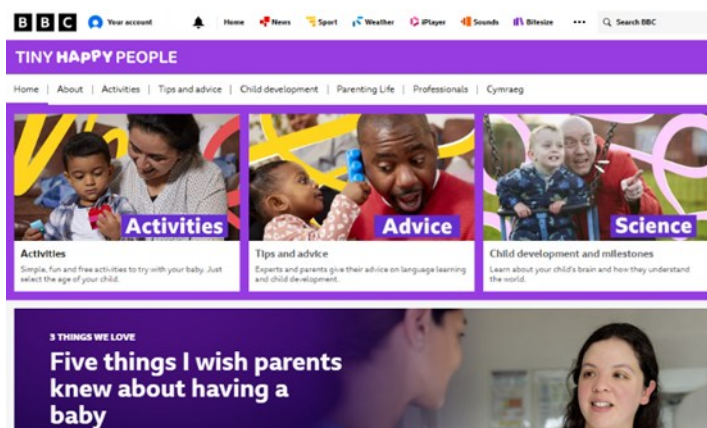 BBC Your account Home News Sport Weather iPlayer Sounds Bitesize ... Search BBC
TINY HAPPY PEOPLE
Home | About | Activities | Tips and advice | Child development | Parenting Life | Professionals | Cymraeg
Activities
Advice
Science
Activities
Simple, fun and free activities to try with your baby. Just
select the age of your child.
Tips and advice
Experts and parents give their advice on language learning
and child development.
Child development and milestones
Learn about your child's brain and how they understand
the world.
3 THINGS WE LOVE
Five things I wish parents
knew about having a
baby